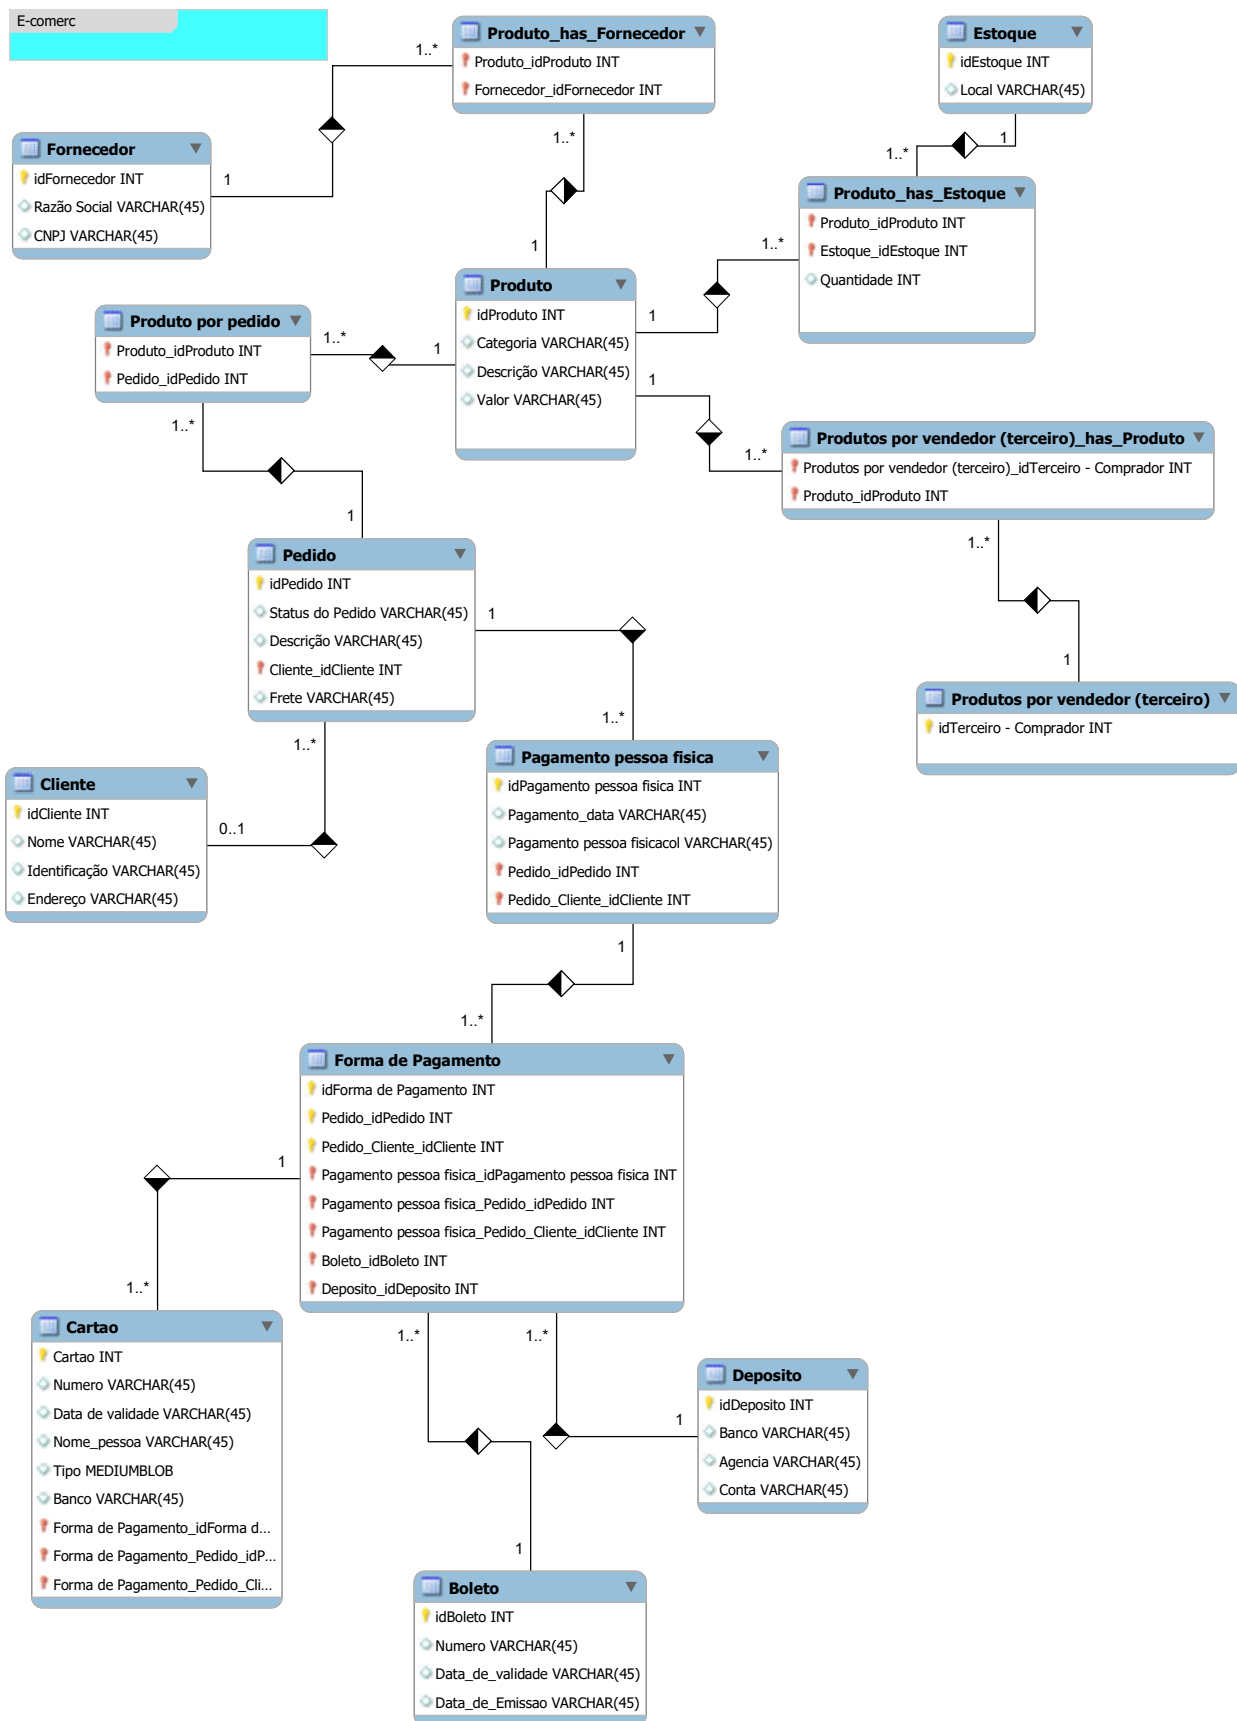 E-comerc
Produto_has_Fornecedor
Produto_idProduto INT
Fornecedor_idFornecedor INT
1..*
1..*
Estoque
idEstoque INT
Local VARCHAR(45)
1
1..*
Fornecedor
idFornecedor INT
Razão Social VARCHAR(45)
CNPJ VARCHAR(45)
1
Produto_has_Estoque
Produto_idProduto INT
Estoque_idEstoque INT
Quantidade INT
1..*
1
Produto
idProduto INT
Categoria VARCHAR(45)
Descrição VARCHAR(45)
Valor VARCHAR(45)
1
1
1
Produto por pedido
Produto_idProduto INT
Pedido_idPedido INT
1..*
1..*
Produtos por vendedor (terceiro)_has_Produto
Produtos por vendedor (terceiro)_idTerceiro - Comprador INT
Produto_idProduto INT
1..*
1..*
1
Pedido
idPedido INT
Status do Pedido VARCHAR(45)
Descrição VARCHAR(45)
Cliente_idCliente INT
Frete VARCHAR(45)
1
1..*
1
Produtos por vendedor (terceiro)
idTerceiro - Comprador INT
1..*
Cliente
idCliente INT
Nome VARCHAR(45)
Identificação VARCHAR(45)
Endereço VARCHAR(45)
0..1
Pagamento pessoa fisica
idPagamento pessoa fisica INT
Pagamento_data VARCHAR(45)
Pagamento pessoa fisicacol VARCHAR(45)
Pedido_idPedido INT
Pedido_Cliente_idCliente INT
1
1..*
Forma de Pagamento
idForma de Pagamento INT
Pedido_idPedido INT
Pedido_Cliente_idCliente INT
Pagamento pessoa fisica_idPagamento pessoa fisica INT
Pagamento pessoa fisica_Pedido_idPedido INT
Pagamento pessoa fisica_Pedido_Cliente_idCliente INT
Boleto_idBoleto INT
Deposito_idDeposito INT
1
1..*
1..*
1..*
Cartao
Cartao INT
Numero VARCHAR(45)
Data de validade VARCHAR(45)
Nome_pessoa VARCHAR(45)
Tipo MEDIUMBLOB
Banco VARCHAR(45)
Forma de Pagamento_idForma d...
Forma de Pagamento_Pedido_idP...
Forma de Pagamento_Pedido_Cli...
Deposito
idDeposito INT
Banco VARCHAR(45)
Agencia VARCHAR(45)
Conta VARCHAR(45)
1
1
Boleto
idBoleto INT
Numero VARCHAR(45)
Data_de_validade VARCHAR(45)
Data_de_Emissao VARCHAR(45)